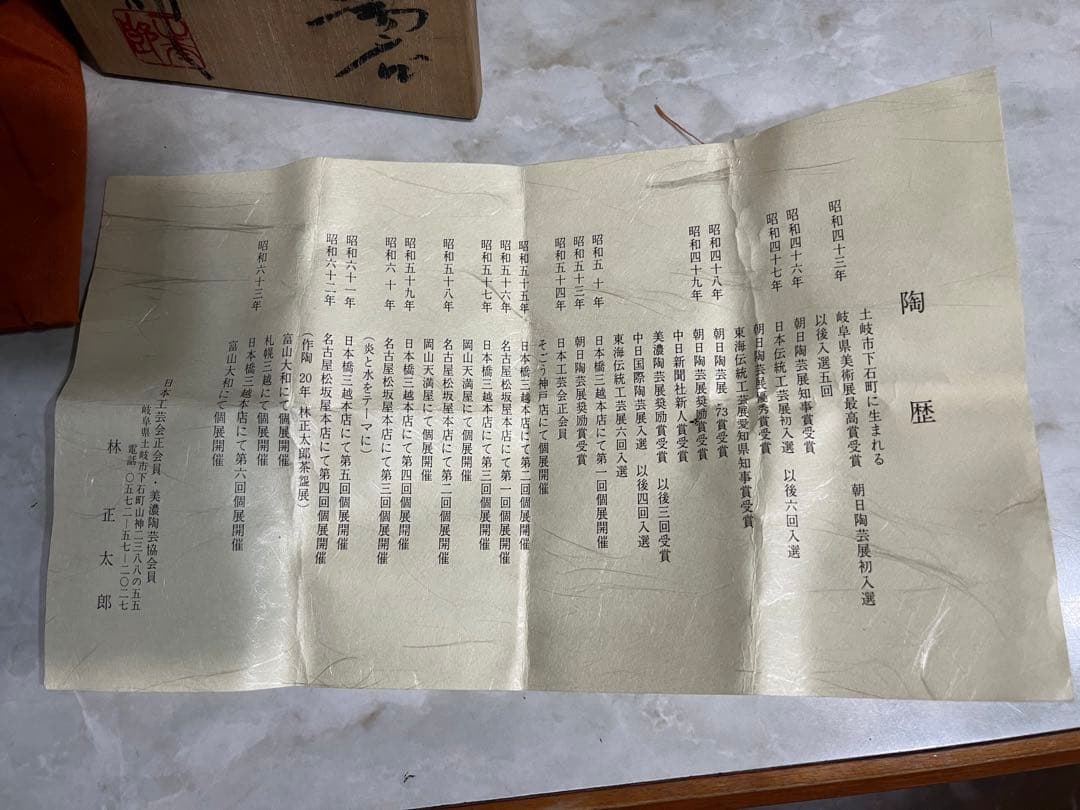 陶歴
土岐市下石町に生まれる
昭和四十三年 岐阜県美術展最高賞受賞 朝日陶芸展初入選
以後入選五回
昭和四十六年 朝日陶芸展知事賞受賞
昭和四十七年 日本伝統工芸展初入選 以後六回入選
朝日陶芸展優秀賞受賞
東海伝統工芸展愛知県知事賞受賞
昭和四十八年 朝日陶芸展73賞受賞
昭和四十九年 朝日陶芸展奨励賞受賞
中日新聞社新人賞受賞
美濃陶芸展奨励賞受賞 以後三回受賞
中日国際陶芸展入選 以後四回入選
東海伝統工芸展六回入選
昭和五十年 日本橋三越本店にて第一回個展開催
昭和五十三年 朝日陶芸展奨励賞受賞
昭和五十四年 日本工芸会正会員
そごう神戸店にて個展開催
昭和五十五年 日本橋三越本店にて第二回個展開催
昭和五十六年 名古屋松坂屋本店にて第一回個展開催
昭和五十七年 日本橋三越本店にて第三回個展開催
岡山天満屋にて個展開催
昭和五十八年 名古屋松坂屋本店にて第二回個展開催
岡山天満屋にて個展開催
昭和五十九年 日本橋三越本店にて第四回個展開催
昭和六十年 名古屋松坂屋本店にて第三回個展開催
(炎と水をテーマに)
昭和六十一年 日本橋三越本店にて第五回個展開催
昭和六十二年 名古屋松坂屋本店にて第四回個展開催
(作陶20年 林正太郎茶盌展)
富山大和にて個展開催
昭和六十三年 札幌三越にて個展開催
日本橋三越本店にて第六回個展開催
富山大和にて個展開催
日本工芸会正会員・美濃陶芸協会員
岐阜県土岐市下石町山神二三八八の五五
電話 〇五七二―五七―二〇二七
林正太郎